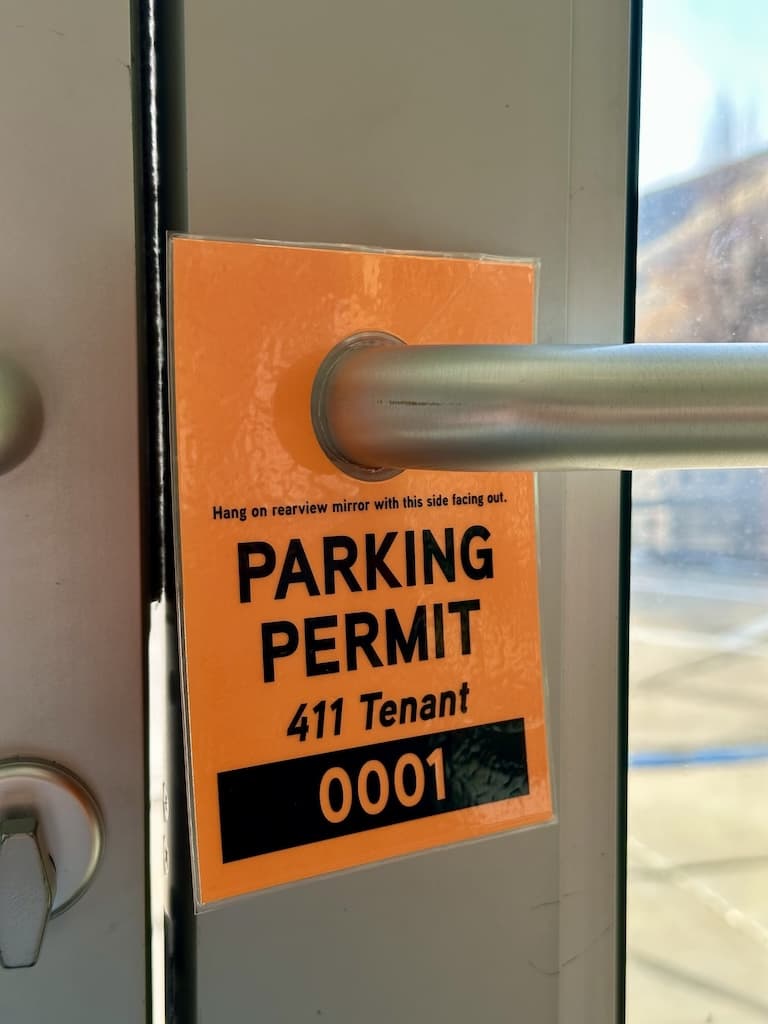 Hang on rearview mirror with this side facing out.
PARKING
PERMIT
411 Tenant
0001